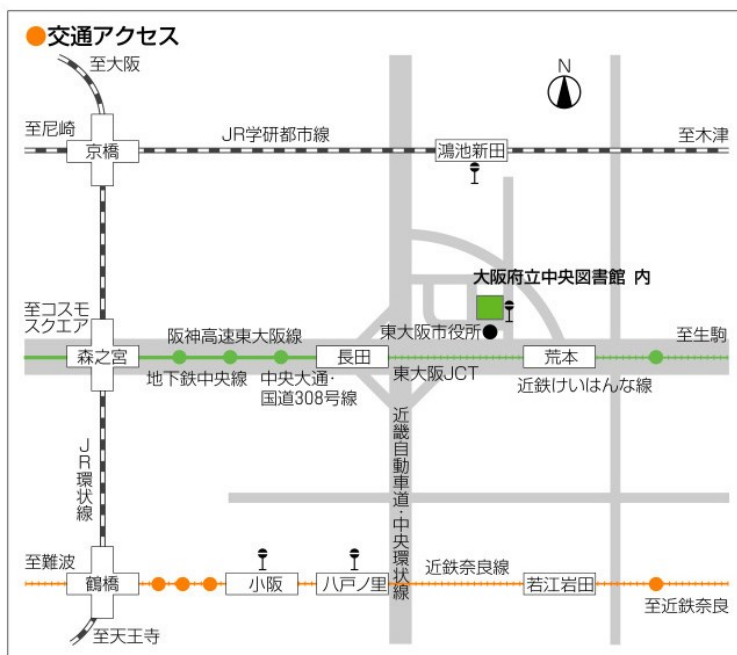 ●交通アクセス
至大阪
N
至尼崎
JR学研都市線
至木津
京橋
鴻池新田
大阪府立中央図書館 内
至コスモ
スクエア
阪神高速東大阪線
東大阪市役所
至生駒
森之宮
長田
荒本
地下鉄中央線
中央大通・
国道308号線
東大阪JCT
近鉄けいはんな線
JR環状線
近畿自動車道・中央環状線
至難波
近鉄奈良線
鶴橋
小阪
八戸ノ里
若江岩田
至近鉄奈良
至天王寺